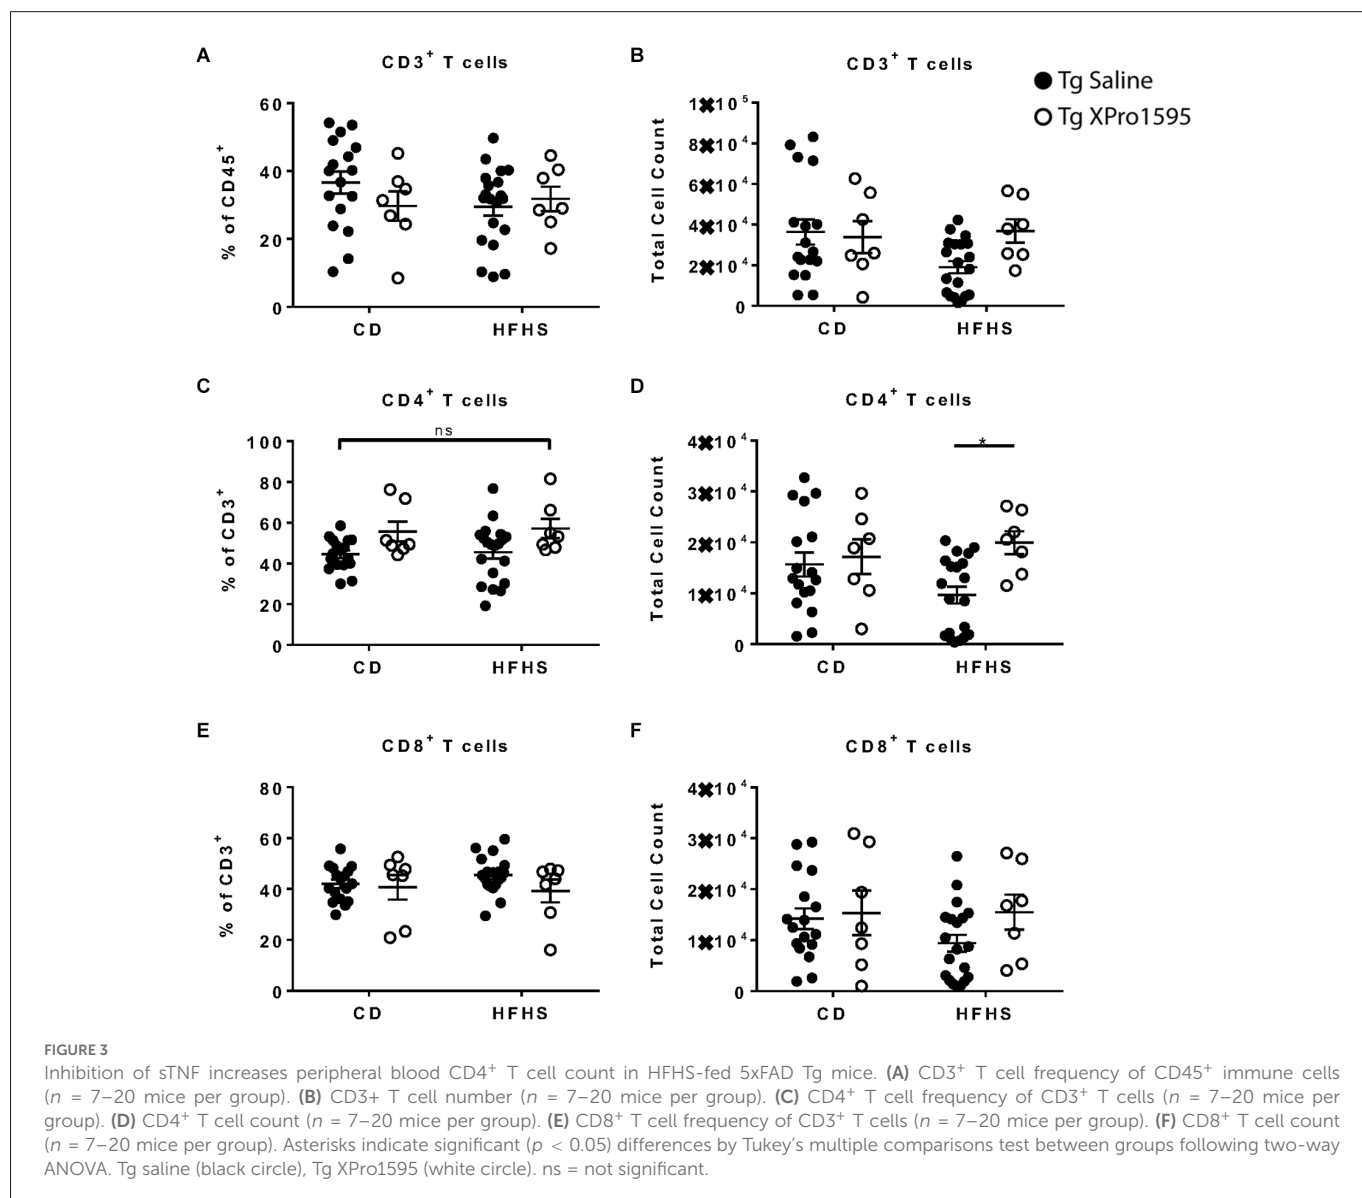 A
CD3+ T cells
% of CD45+
60
40
20
0
CD
HFHS
B
CD3+ T cells
Total Cell Count
1✖10 5
8✖10 4
6✖10 4
4✖10 4
2✖10 4
0
CD
HFHS
Tg Saline
Tg XPro1595
C
CD4+ T cells
% of CD3+
100
80
60
40
20
0
ns
CD
HFHS
D
CD4+ T cells
Total Cell Count
4✖10 4
3✖10 4
2✖10 4
1✖10 4
0
*
CD
HFHS
E
CD8+ T cells
% of CD3+
80
60
40
20
0
CD
HFHS
F
CD8+ T cells
Total Cell Count
4✖10 4
3✖10 4
2✖10 4
1✖10 4
0
CD
HFHS
FIGURE 3
Inhibition of sTNF increases peripheral blood CD4+ T cell count in HFHS-fed 5xFAD Tg mice. (A) CD3+ T cell frequency of CD45+ immune cells
(n = 7–20 mice per group). (B) CD3+ T cell number (n = 7–20 mice per group). (C) CD4+ T cell frequency of CD3+ T cells (n = 7–20 mice per
group). (D) CD4+ T cell count (n = 7–20 mice per group). (E) CD8+ T cell frequency of CD3+ T cells (n = 7–20 mice per group). (F) CD8+ T cell count
(n = 7–20 mice per group). Asterisks indicate significant (p < 0.05) differences by Tukey's multiple comparisons test between groups following two-way
ANOVA. Tg saline (black circle), Tg XPro1595 (white circle). ns = not significant.